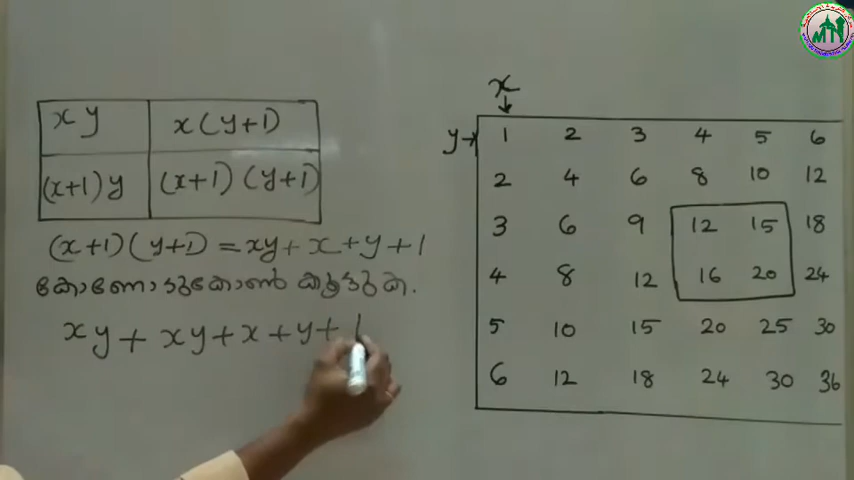 xy x(y+1)
(x+1)y (x+1)(y+1)
(x+1)(y+1) = xy+x+y+1
കോണോടുകോൺ കൂട്ടുക.
xy + xy + x + y + 1
x
↓
y→ 1 2 3 4 5 6
2 4 6 8 10 12
3 6 9 12 15 18
4 8 12 16 20 24
5 10 15 20 25 30
6 12 18 24 30 36
MTN